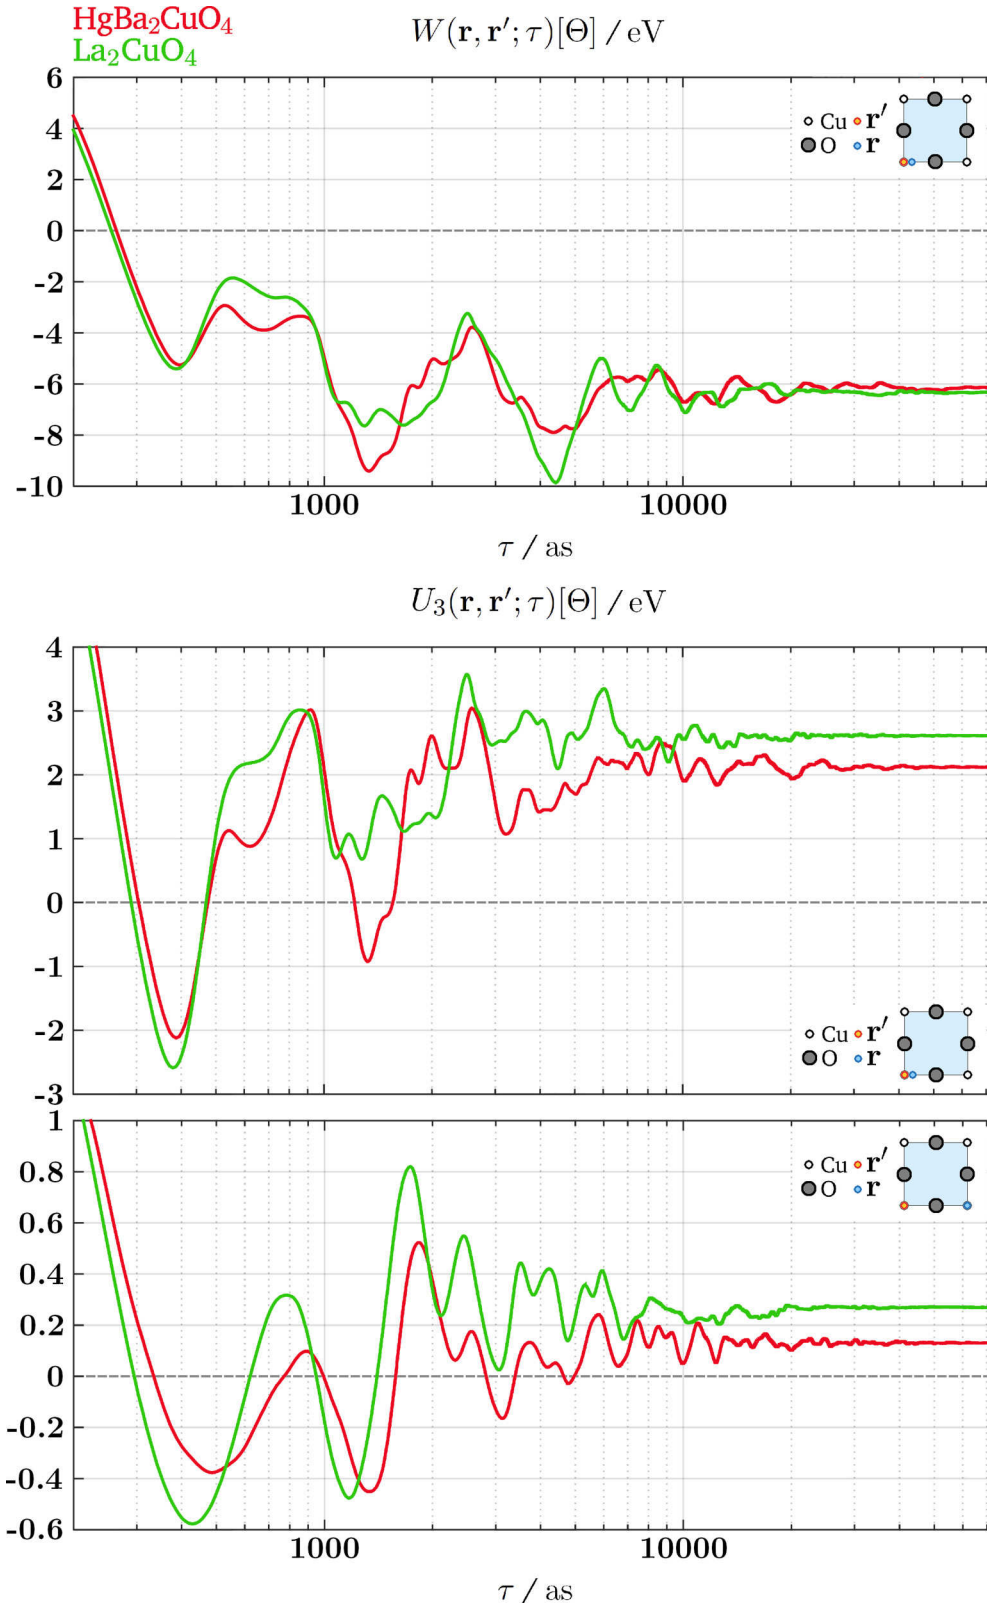 HgBa₂CuO₄
La₂CuO₄
W(r, r′; τ)[Θ] / eV
6
4
2
0
-2
-4
-6
-8
-10
Cu r′
O r
1000 10000
τ / as
U₃(r, r′; τ)[Θ] / eV
4
3
2
1
0
-1
-2
-3
Cu r′
O r
1
0.8
0.6
0.4
0.2
0
-0.2
-0.4
-0.6
Cu r′
O r
1000 10000
τ / as